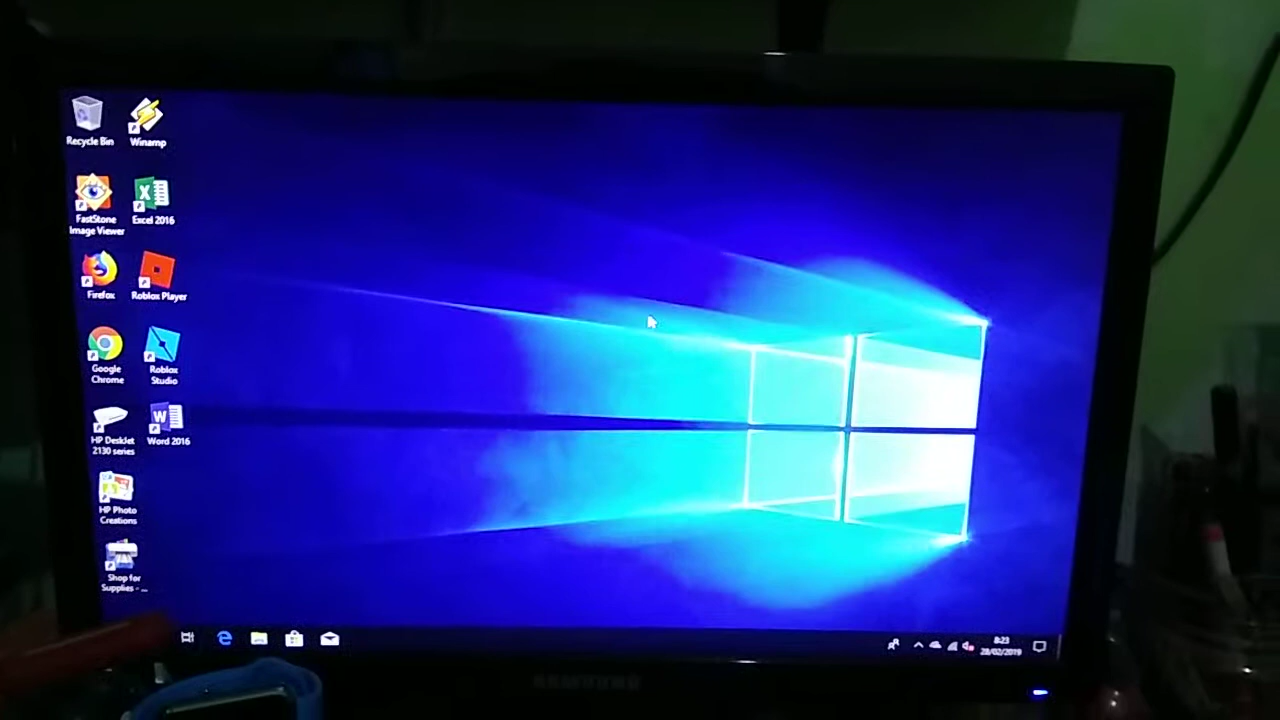 Recycle Bin
Winamp
FastStone
Image Viewer
Excel 2016
Firefox
Roblox Player
Google
Chrome
Roblox
Studio
HP DeskJet
2130 series
Word 2016
HP Photo
Creations
Shop for
Supplies - ...
8:23
28/02/2019
SAMSUNG